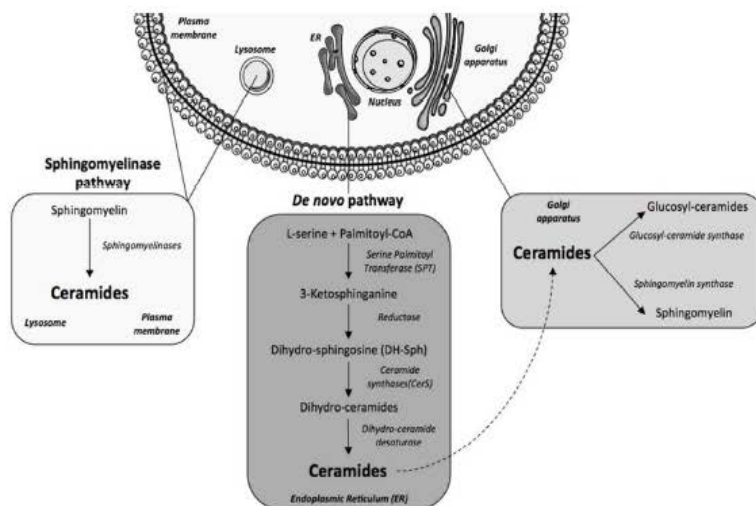 Plasma
membrane
Lysosome
ER
Nucleus
Golgi
apparatus
Sphingomyelinase
pathway
Sphingomyelin
Sphingomyelinases
Ceramides
Lysosome
Plasma
membrane
De novo pathway
L-serine + Palmitoyl-CoA
Serine Palmitoyl
Transferase (SPT)
3-Ketosphinganine
Reductase
Dihydro-sphingosine (DH-Sph)
Ceramide
synthases(CerS)
Dihydro-ceramides
Dihydro-ceramide
desaturase
Ceramides
Endoplasmic Reticulum (ER)
Golgi
apparatus
Ceramides
Glucosyl-ceramides
Glucosyl-ceramide synthase
Sphingomyelin synthase
Sphingomyelin